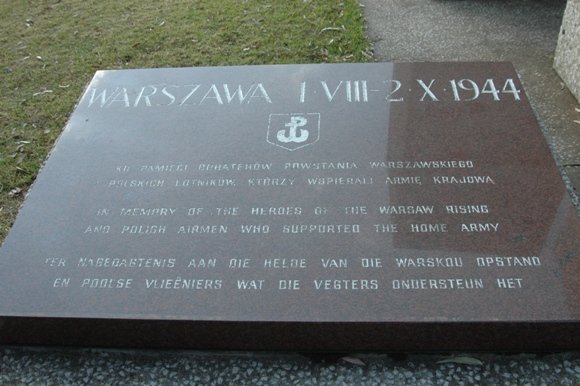 WARSZAWA 1·VIII-2·X·1944
KU PAMIĘCI BOHATERÓW POWSTANIA WARSZAWSKIEGO
I POLSKICH LOTNIKÓW, KTÓRZY WSPIERALI ARMIĘ KRAJOWĄ
IN MEMORY OF THE HEROES OF THE WARSAW RISING
AND POLISH AIRMEN WHO SUPPORTED THE HOME ARMY
TER NAGEDAGTENIS AAN DIE HELDE VAN DIE WARSKOU OPSTAND
EN POOLSE VLIEËNIERS WAT DIE VEGTERS ONDERSTEUN HET